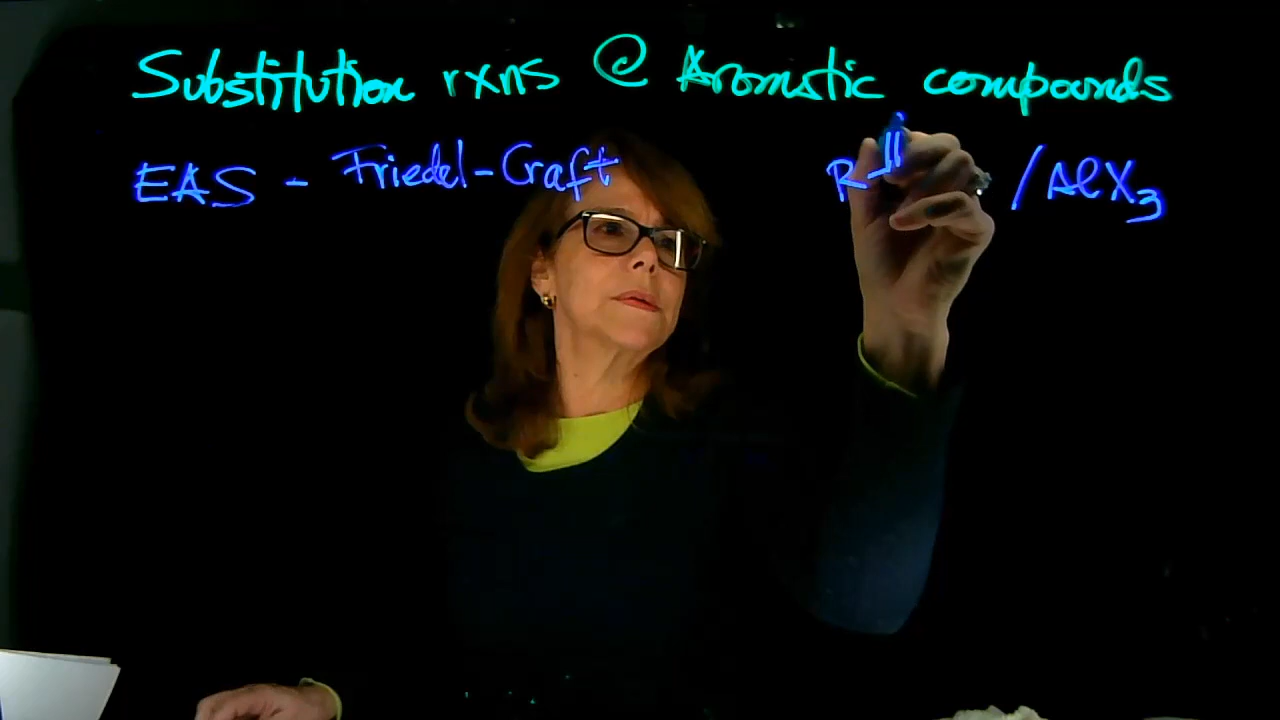 Substitution rxns @ Aromatic compounds
EAS - Friedel-Craft R /AlX3